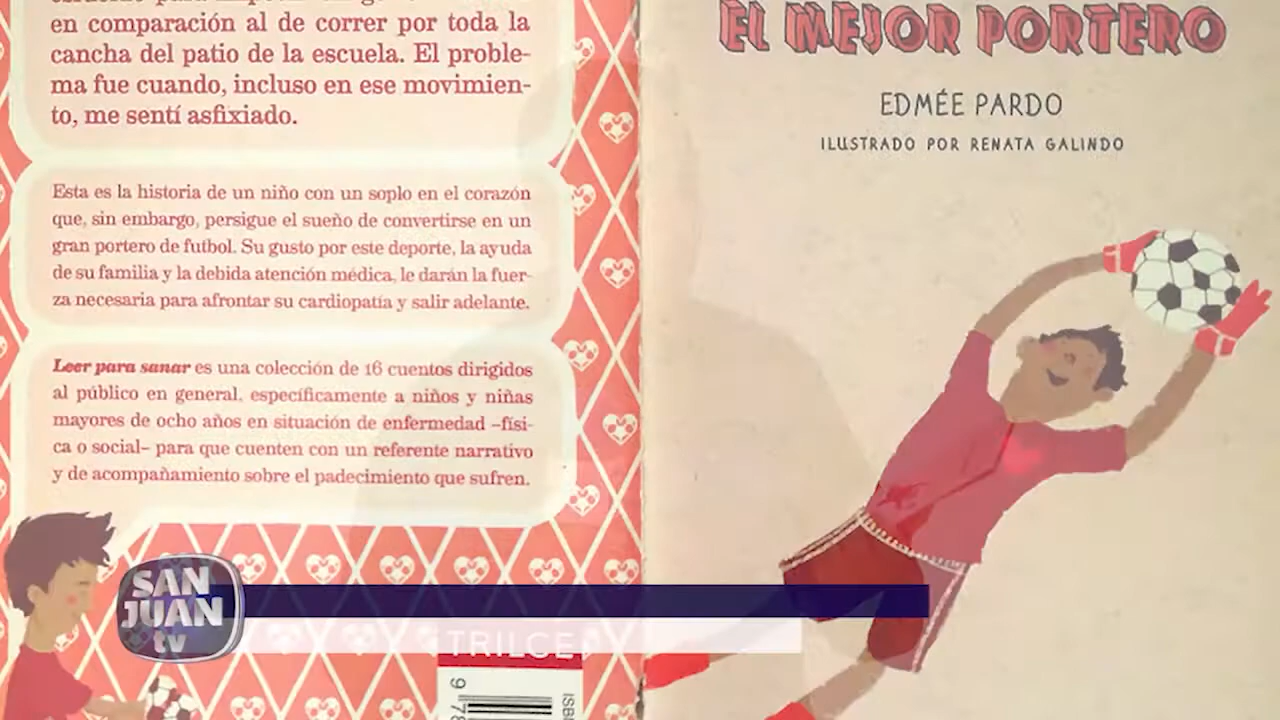 en comparación al de correr por toda la
cancha del patio de la escuela. El proble-
ma fue cuando, incluso en ese movimien-
to, me sentí asfixiado.
Esta es la historia de un niño con un soplo en el corazón
que, sin embargo, persigue el sueño de convertirse en un
gran portero de futbol. Su gusto por este deporte, la ayuda
de su familia y la debida atención médica, le darán la fuer-
za necesaria para afrontar su cardiopatía y salir adelante.
Leer para sanar es una colección de 16 cuentos dirigidos
al público en general, específicamente a niños y niñas
mayores de ocho años en situación de enfermedad –físi-
ca o social– para que cuenten con un referente narrativo
y de acompañamiento sobre el padecimiento que sufren.
TRILCE
EL MEJOR PORTERO
EDMÉE PARDO
ILUSTRADO POR RENATA GALINDO
SAN
JUAN
tv